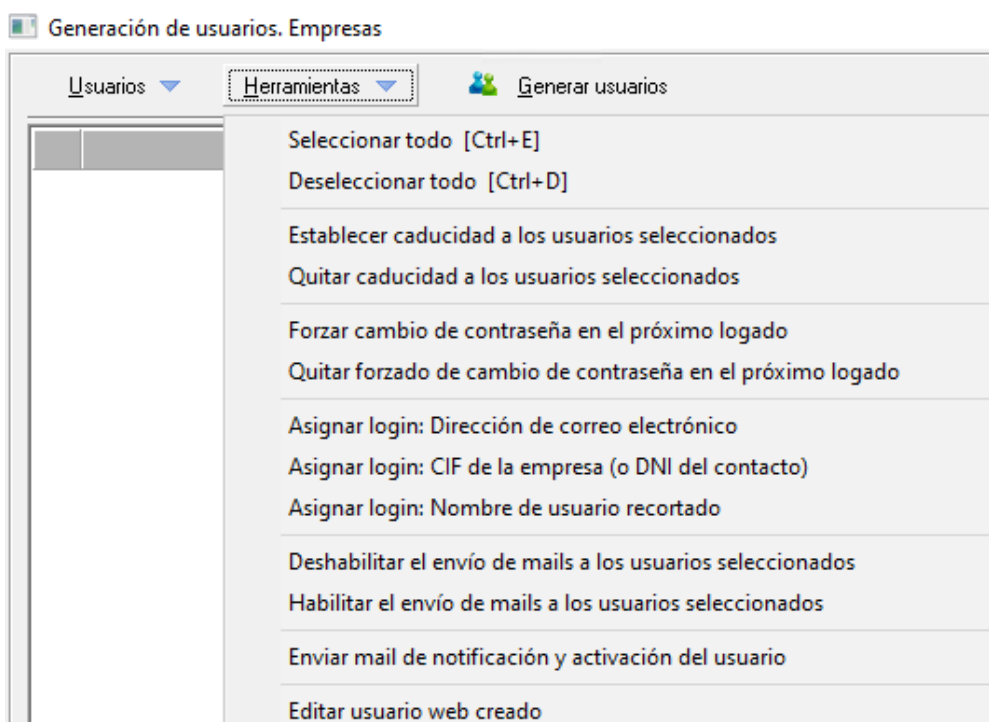 Generación de usuarios. Empresas
Usuarios Herramientas Generar usuarios
Seleccionar todo [Ctrl+E]
Deseleccionar todo [Ctrl+D]
Establecer caducidad a los usuarios seleccionados
Quitar caducidad a los usuarios seleccionados
Forzar cambio de contraseña en el próximo logado
Quitar forzado de cambio de contraseña en el próximo logado
Asignar login: Dirección de correo electrónico
Asignar login: CIF de la empresa (o DNI del contacto)
Asignar login: Nombre de usuario recortado
Deshabilitar el envío de mails a los usuarios seleccionados
Habilitar el envío de mails a los usuarios seleccionados
Enviar mail de notificación y activación del usuario
Editar usuario web creado